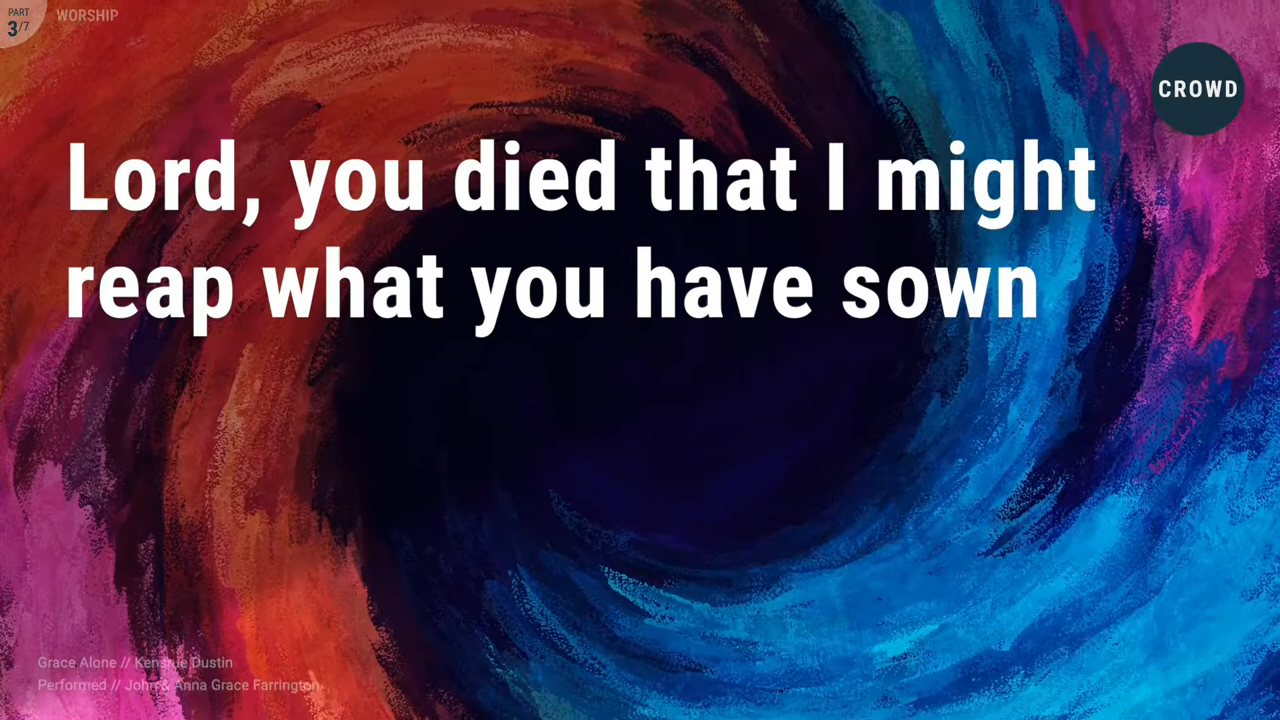 PART
3/7
WORSHIP
CROWD
Lord, you died that I might
reap what you have sown
Grace Alone // Kensrue Dustin
Performed // John & Anna Grace Farrington